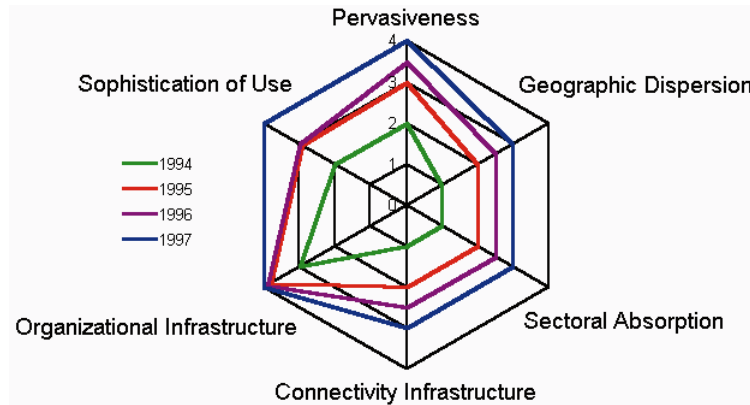 Pervasiveness
4
Sophistication of Use
Geographic Dispersion
3
2
1994
1
1995
0
1996
1997
Organizational Infrastructure
Sectoral Absorption
Connectivity Infrastructure